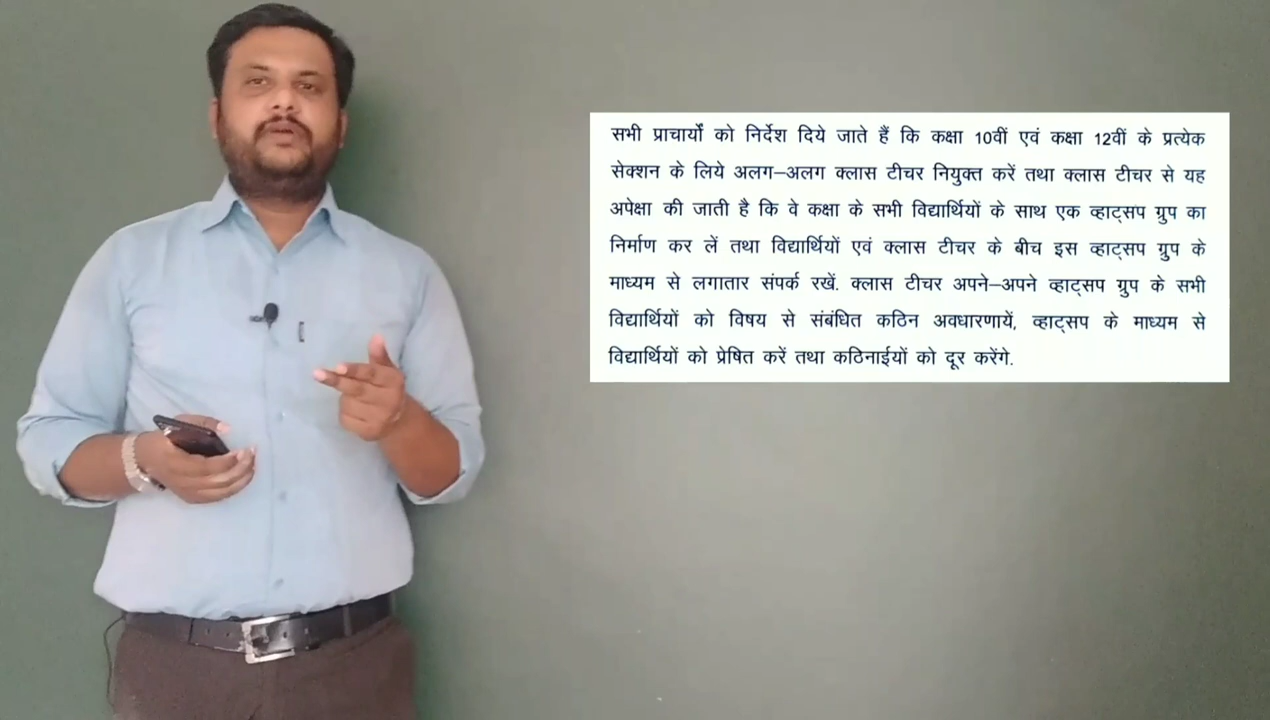 सभी प्राचार्यों को निर्देश दिये जाते हैं कि कक्षा 10वीं एवं कक्षा 12वीं के प्रत्येक
सेक्शन के लिये अलग–अलग क्लास टीचर नियुक्त करें तथा क्लास टीचर से यह
अपेक्षा की जाती है कि वे कक्षा के सभी विद्यार्थियों के साथ एक व्हाट्सप ग्रुप का
निर्माण कर लें तथा विद्यार्थियों एवं क्लास टीचर के बीच इस व्हाट्सप ग्रुप के
माध्यम से लगातार संपर्क रखें. क्लास टीचर अपने–अपने व्हाट्सप ग्रुप के सभी
विद्यार्थियों को विषय से संबंधित कठिन अवधारणायें, व्हाट्सप के माध्यम से
विद्यार्थियों को प्रेषित करें तथा कठिनाईयों को दूर करेंगे.